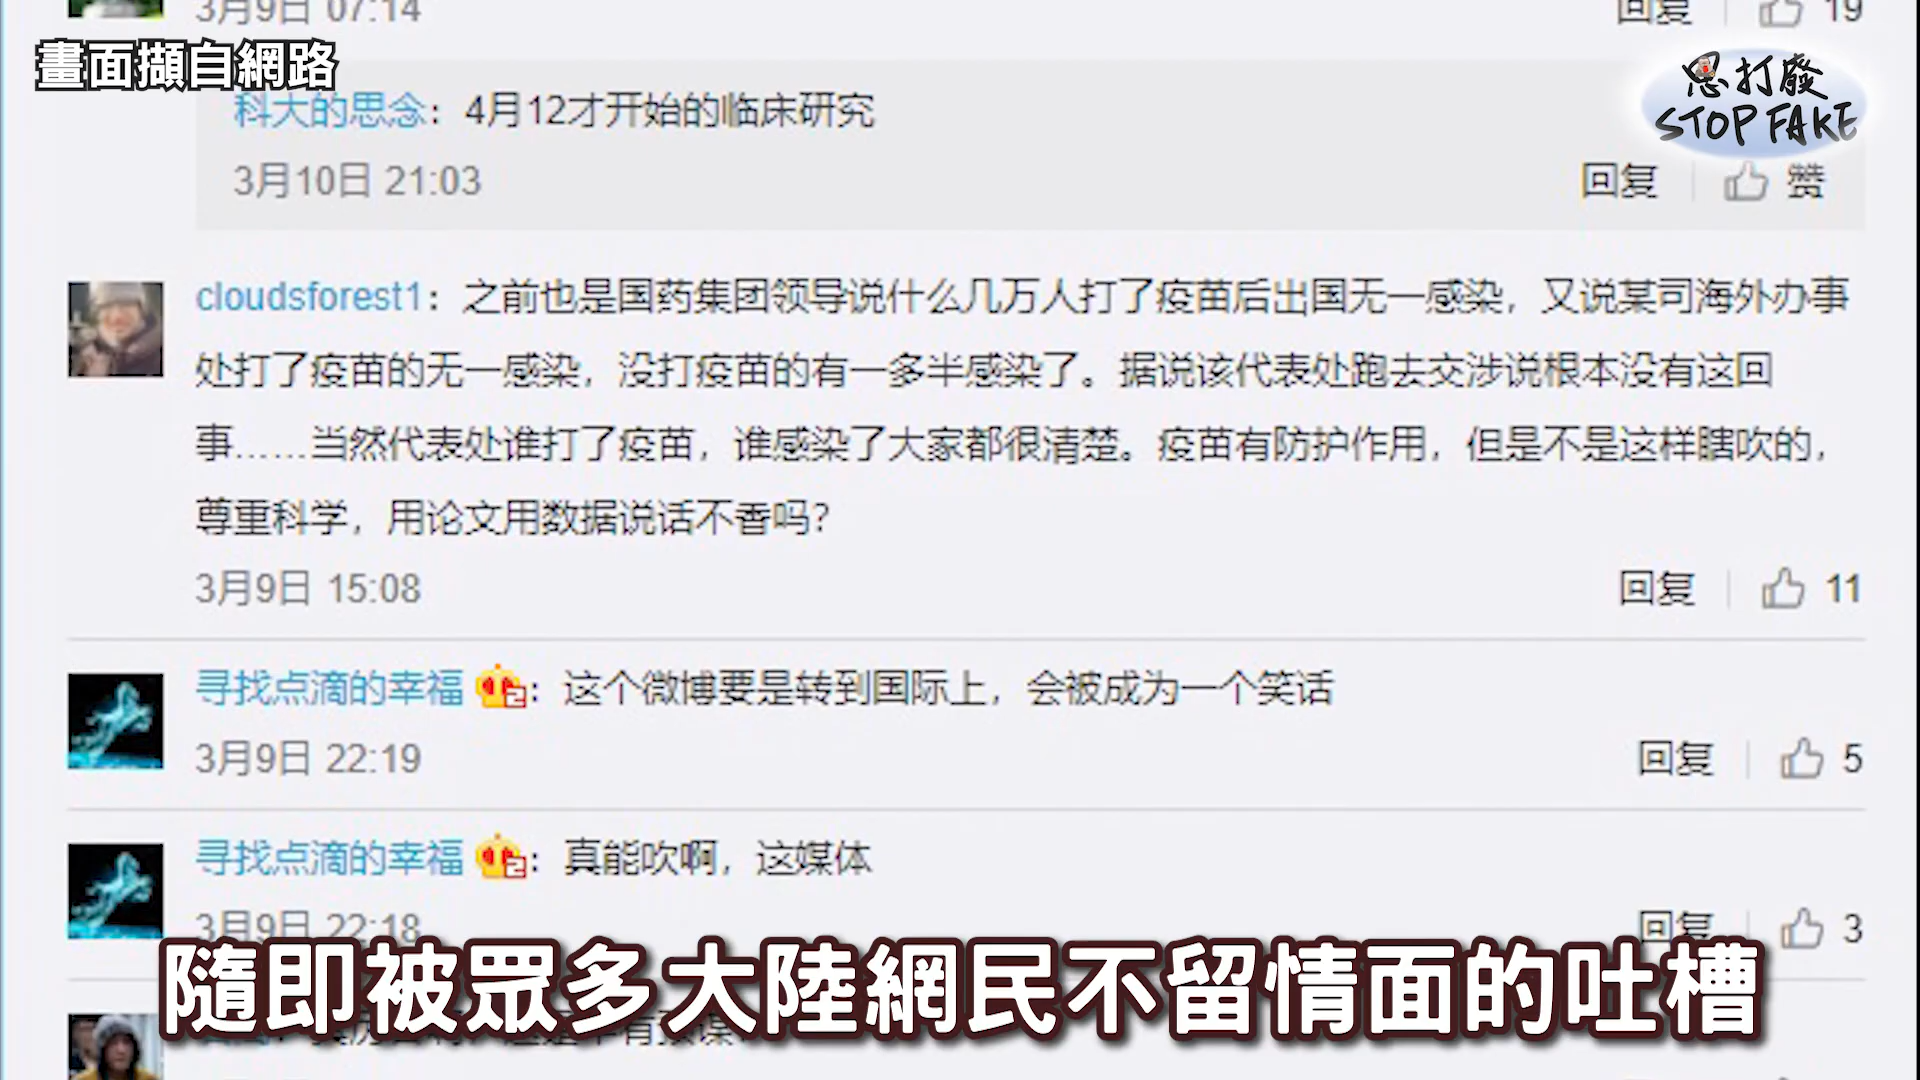 3月9日 07:14
回复
19
畫面擷自網路
思打發
STOP FAKE
科大的思念：4月12才开始的临床研究
3月10日 21:03
回复
赞
cloudsforest1：之前也是国药集团领导说什么几万人打了疫苗后出国无一感染，又说某司海外办事
处打了疫苗的无一感染，没打疫苗的有一多半感染了。据说该代表处跑去交涉说根本没有这回
事……当然代表处谁打了疫苗，谁感染了大家都很清楚。疫苗有防护作用，但是不是这样瞎吹的，
尊重科学，用论文用数据说话不香吗？
3月9日 15:08
回复
11
寻找点滴的幸福 2：这个微博要是转到国际上，会被成为一个笑话
3月9日 22:19
回复
5
寻找点滴的幸福 2：真能吹啊，这媒体
3月9日 22:18
回复
3
隨即被眾多大陸網民不留情面的吐槽